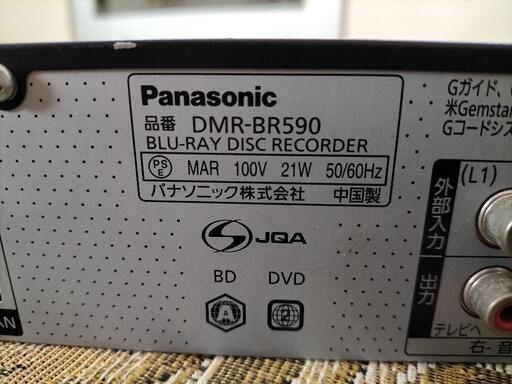 Panasonic
品番 DMR-BR590
BLU-RAY DISC RECORDER
PS E MAR 100V 21W 50/60Hz
パナソニック株式会社 中国製
JQA
BD DVD
A 2
Gガイド、
米Gemstar
Gコードシス
(L1)
外部入力
出力
テレビへ
右- 音
AN